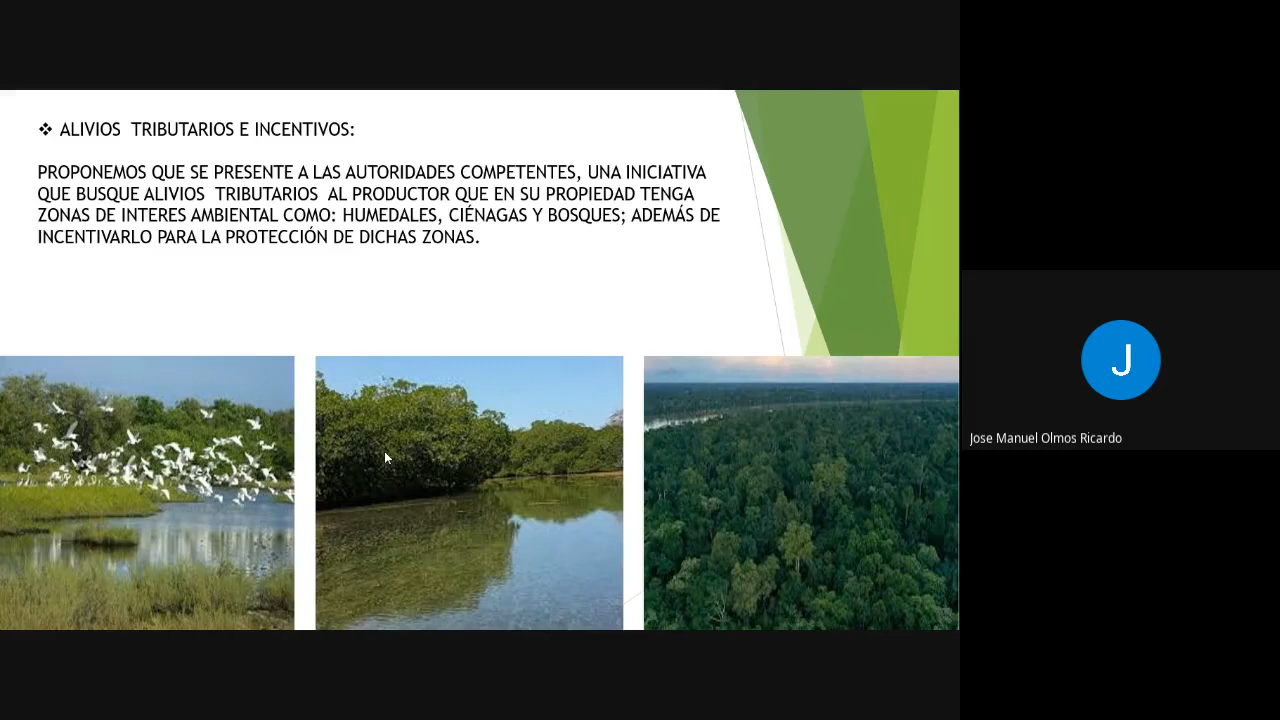 ❖ ALIVIOS TRIBUTARIOS E INCENTIVOS:
PROPONEMOS QUE SE PRESENTE A LAS AUTORIDADES COMPETENTES, UNA INICIATIVA
QUE BUSQUE ALIVIOS TRIBUTARIOS AL PRODUCTOR QUE EN SU PROPIEDAD TENGA
ZONAS DE INTERES AMBIENTAL COMO: HUMEDALES, CIÉNAGAS Y BOSQUES; ADEMÁS DE
INCENTIVARLO PARA LA PROTECCIÓN DE DICHAS ZONAS.
J
Jose Manuel Olmos Ricardo